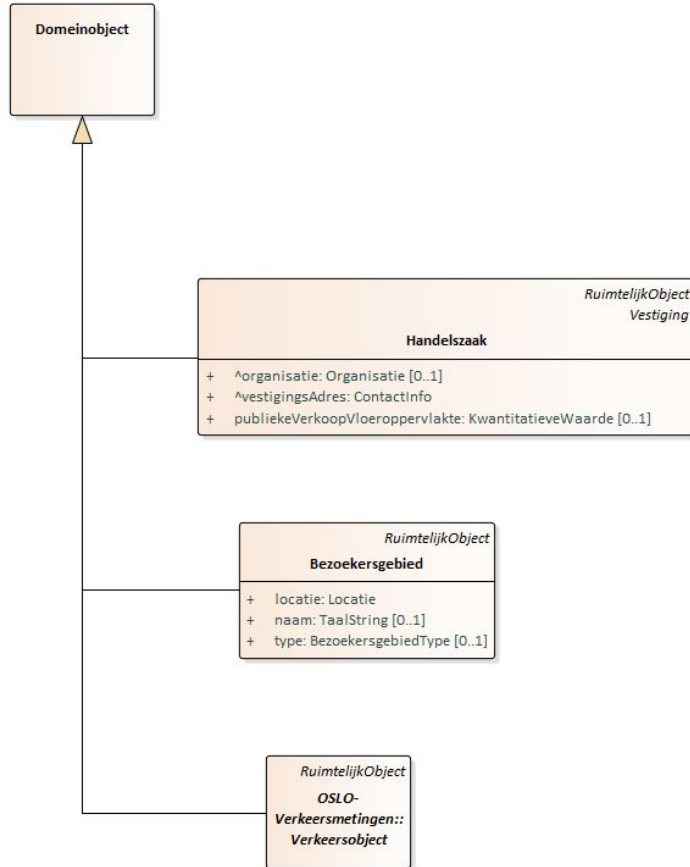 Domeinobject
RuimtelijkObject
Vestiging
Handelszaak
+ ^organisatie: Organisatie [0..1]
+ ^vestigingsAdres: ContactInfo
+ publiekeVerkoopVloeroppervlakte: KwantitatieveWaarde [0..1]
RuimtelijkObject
Bezoekersgebied
+ locatie: Locatie
+ naam: TaalString [0..1]
+ type: BezoekersgebiedType [0..1]
RuimtelijkObject
OSLO-
Verkeersmetingen::
Verkeersobject